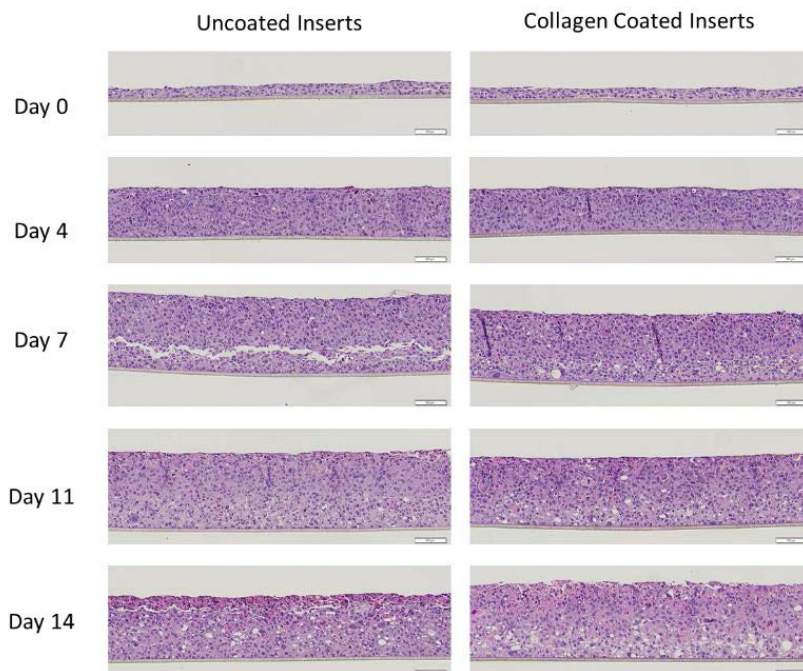 Uncoated Inserts
Collagen Coated Inserts
Day 0
Day 4
Day 7
Day 11
Day 14